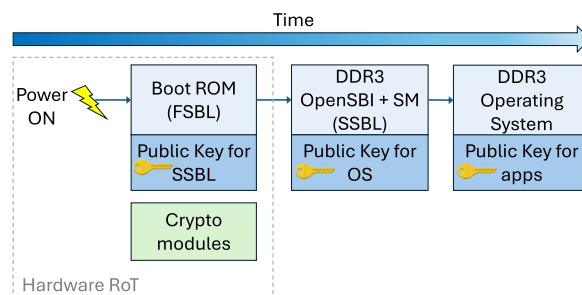 Time
Power
ON
Boot ROM
(FSBL)
Public Key for
SSBL
Crypto
modules
Hardware RoT
DDR3
OpenSBI + SM
(SSBL)
Public Key for
OS
DDR3
Operating
System
Public Key for
apps